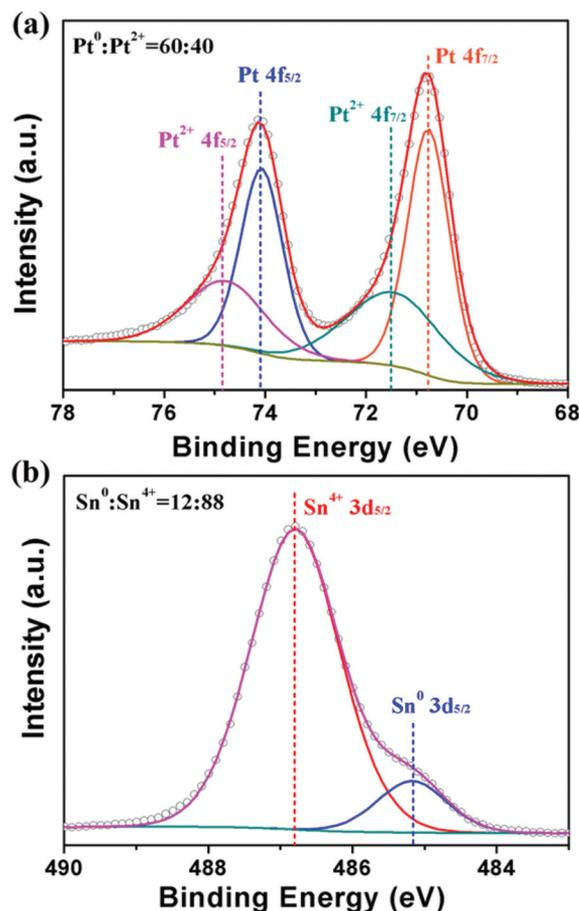 (a)
Pt⁰:Pt²⁺=60:40
Pt 4f₇/₂
Pt 4f₅/₂
Pt²⁺ 4f₇/₂
Pt²⁺ 4f₅/₂
Intensity (a.u.)
78 76 74 72 70 68
Binding Energy (eV)
(b)
Sn⁰:Sn⁴⁺=12:88
Sn⁴⁺ 3d₅/₂
Sn⁰ 3d₅/₂
Intensity (a.u.)
490 488 486 484
Binding Energy (eV)